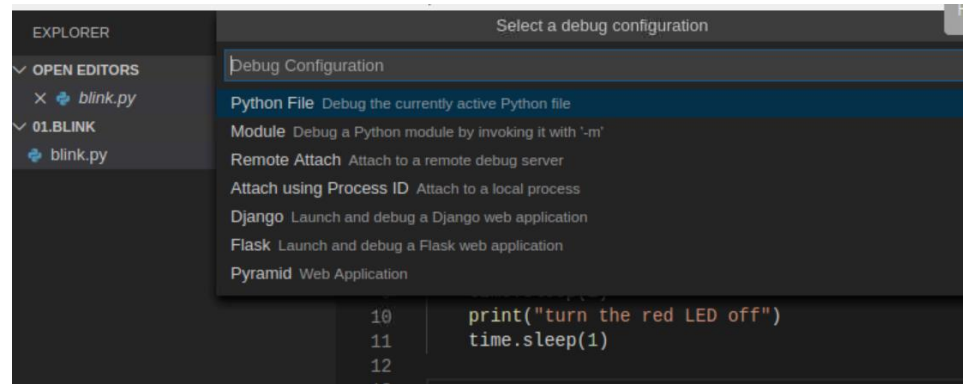 Select a debug configuration
EXPLORER
Debug Configuration
OPEN EDITORS
blink.py
01.BLINK
blink.py
Python File Debug the currently active Python file
Module Debug a Python module by invoking it with '-m'
Remote Attach Attach to a remote debug server
Attach using Process ID Attach to a local process
Django Launch and debug a Django web application
Flask Launch and debug a Flask web application
Pyramid Web Application
10 print("turn the red LED off")
11 time.sleep(1)
12